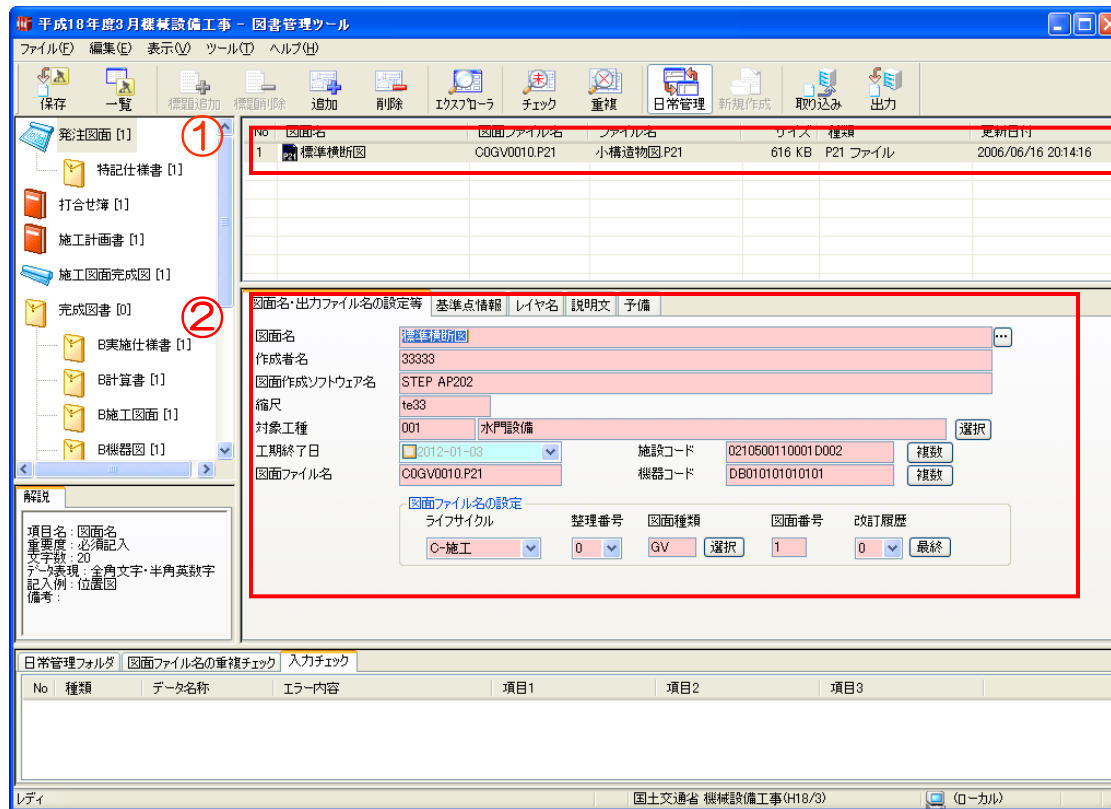 平成18年度3月機械設備工事 - 図書管理ツール
ファイル(F) 編集(E) 表示(V) ツール(T) ヘルプ(H)
保存 一覧 標題追加 標題削除 追加 削除 エクスプローラ チェック 重複 日常管理 新規作成 取り込み 出力
発注図面 [1]
特記仕様書 [1]
打合せ簿 [1]
施工計画書 [1]
施工図面完成図 [1]
完成図書 [0]
B実施仕様書 [1]
B計算書 [1]
B施工図面 [1]
B機器図 [1]
①
No 図面名 図面ファイル名 ファイル名 サイズ 種類 更新日付
1 P21 標準横断図 C0GV0010.P21 小構造物図.P21 616 KB P21 ファイル 2006/06/16 20:14:16
②
図面名・出力ファイル名の設定等 基準点情報 レイヤ名 説明文 予備
図面名 標準横断図 ...
作成者名 33333
図面作成ソフトウェア名 STEP AP202
縮尺 te33
対象工種 001 水門設備 選択
工期終了日 2012-01-03 施設コード 0210500110001D002 複数
図面ファイル名 C0GV0010.P21 機器コード DB010101010101 複数
図面ファイル名の設定
ライフサイクル 整理番号 図面種類 図面番号 改訂履歴
C-施工 0 GV 選択 1 0 最終
解説
項目名：図面名
重要度：必須記入
文字数：20
データ表現：全角文字・半角英数字
記入例：位置図
備考：
日常管理フォルダ 図面ファイル名の重複チェック 入力チェック
No 種類 データ名称 エラー内容 項目1 項目2 項目3
レディ 国土交通省 機械設備工事(H18/3) (ローカル)